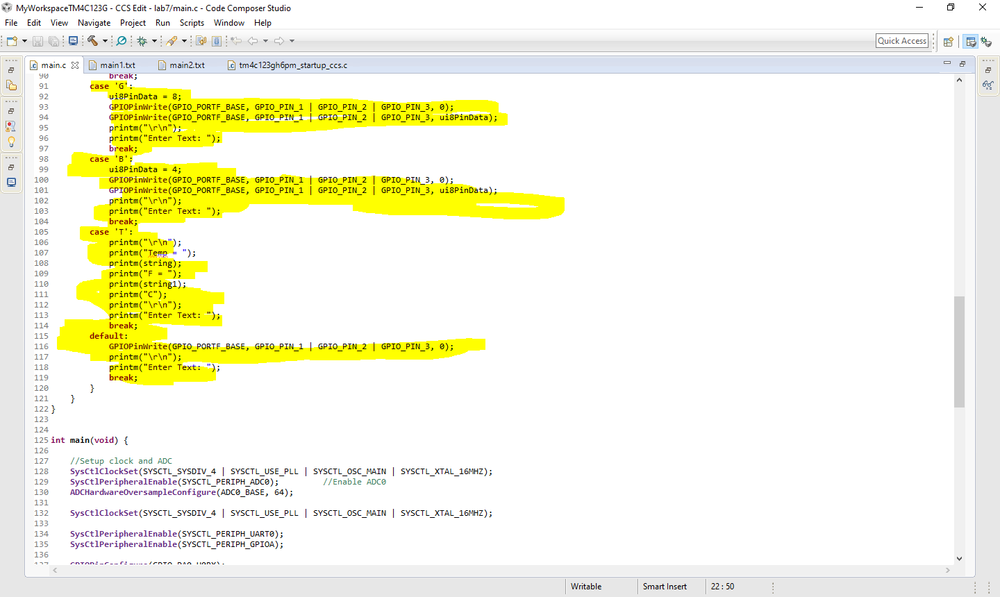 MyWorkspaceTM4C123G - CCS Edit - lab7/main.c - Code Composer Studio
File Edit View Navigate Project Run Scripts Window Help
Quick Access
main.c main1.txt main2.txt tm4c123gh6pm_startup_ccs.c
90 break;
91 case 'G':
92 ui8PinData = 8;
93 GPIOPinWrite(GPIO_PORTF_BASE, GPIO_PIN_1 | GPIO_PIN_2 | GPIO_PIN_3, 0);
94 GPIOPinWrite(GPIO_PORTF_BASE, GPIO_PIN_1 | GPIO_PIN_2 | GPIO_PIN_3, ui8PinData);
95 printm("\r\n");
96 printm("Enter Text: ");
97 break;
98 case 'B':
99 ui8PinData = 4;
100 GPIOPinWrite(GPIO_PORTF_BASE, GPIO_PIN_1 | GPIO_PIN_2 | GPIO_PIN_3, 0);
101 GPIOPinWrite(GPIO_PORTF_BASE, GPIO_PIN_1 | GPIO_PIN_2 | GPIO_PIN_3, ui8PinData);
102 printm("\r\n");
103 printm("Enter Text: ");
104 break;
105 case 'T':
106 printm("\r\n");
107 printm("Temp = ");
108 printm(string);
109 printm("F = ");
110 printm(string1);
111 printm("C");
112 printm("\r\n");
113 printm("Enter Text: ");
114 break;
115 default:
116 GPIOPinWrite(GPIO_PORTF_BASE, GPIO_PIN_1 | GPIO_PIN_2 | GPIO_PIN_3, 0);
117 printm("\r\n");
118 printm("Enter Text: ");
119 break;
120 }
121 }
122 }
123
124
125 int main(void) {
126
127 //Setup clock and ADC
128 SysCtlClockSet(SYSCTL_SYSDIV_4 | SYSCTL_USE_PLL | SYSCTL_OSC_MAIN | SYSCTL_XTAL_16MHZ);
129 SysCtlPeripheralEnable(SYSCTL_PERIPH_ADC0); //Enable ADC0
130 ADCHardwareOversampleConfigure(ADC0_BASE, 64);
131
132 SysCtlClockSet(SYSCTL_SYSDIV_4 | SYSCTL_USE_PLL | SYSCTL_OSC_MAIN | SYSCTL_XTAL_16MHZ);
133
134 SysCtlPeripheralEnable(SYSCTL_PERIPH_UART0);
135 SysCtlPeripheralEnable(SYSCTL_PERIPH_GPIOA);
136
Writable Smart Insert 22 : 50